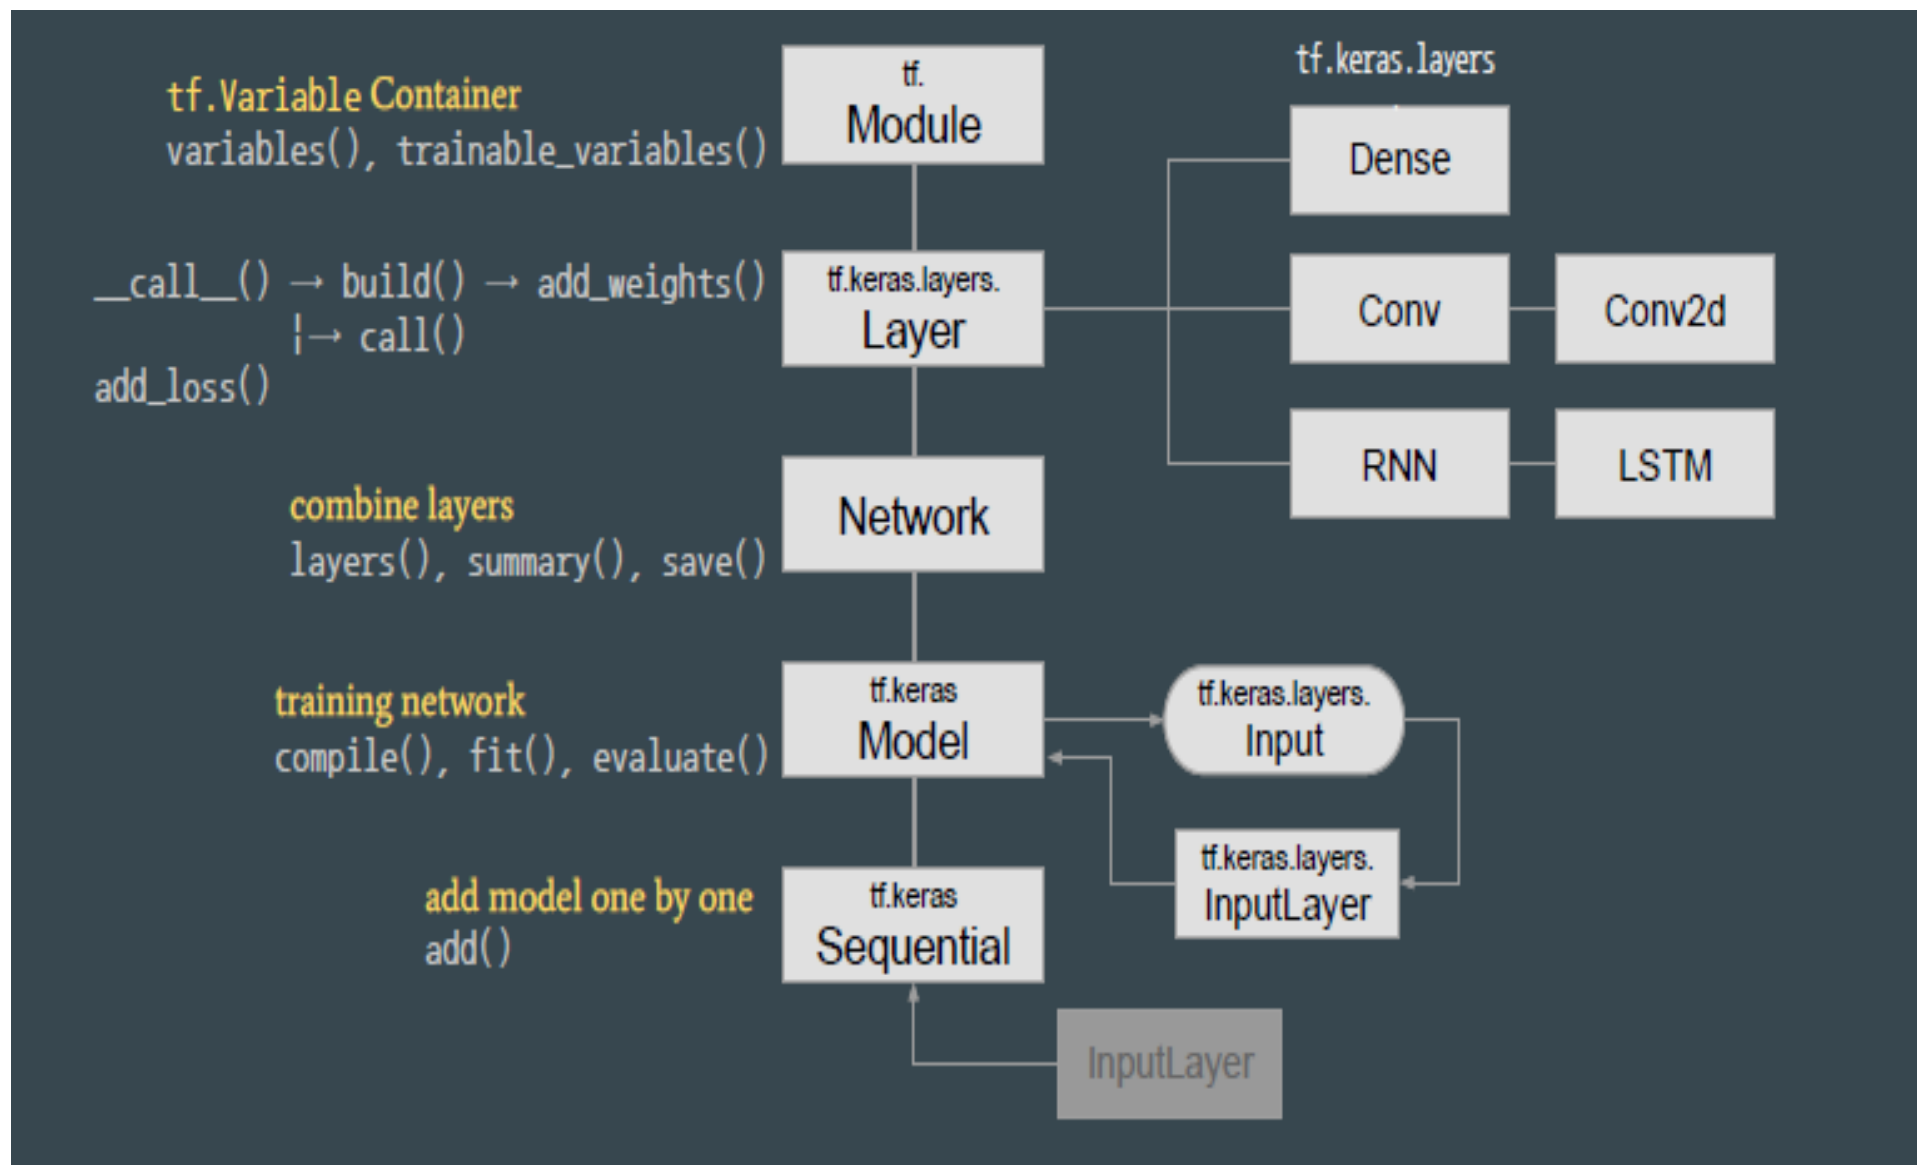 tf.Variable Container
variables(), trainable_variables()
tf.
Module
tf.keras.layers
Dense
__call__() → build() → add_weights()
¦→ call()
add_loss()
tf.keras.layers.
Layer
Conv
Conv2d
RNN
LSTM
combine layers
layers(), summary(), save()
Network
training network
compile(), fit(), evaluate()
tf.keras
Model
tf.keras.layers.
Input
tf.keras.layers.
InputLayer
add model one by one
add()
tf.keras
Sequential
InputLayer